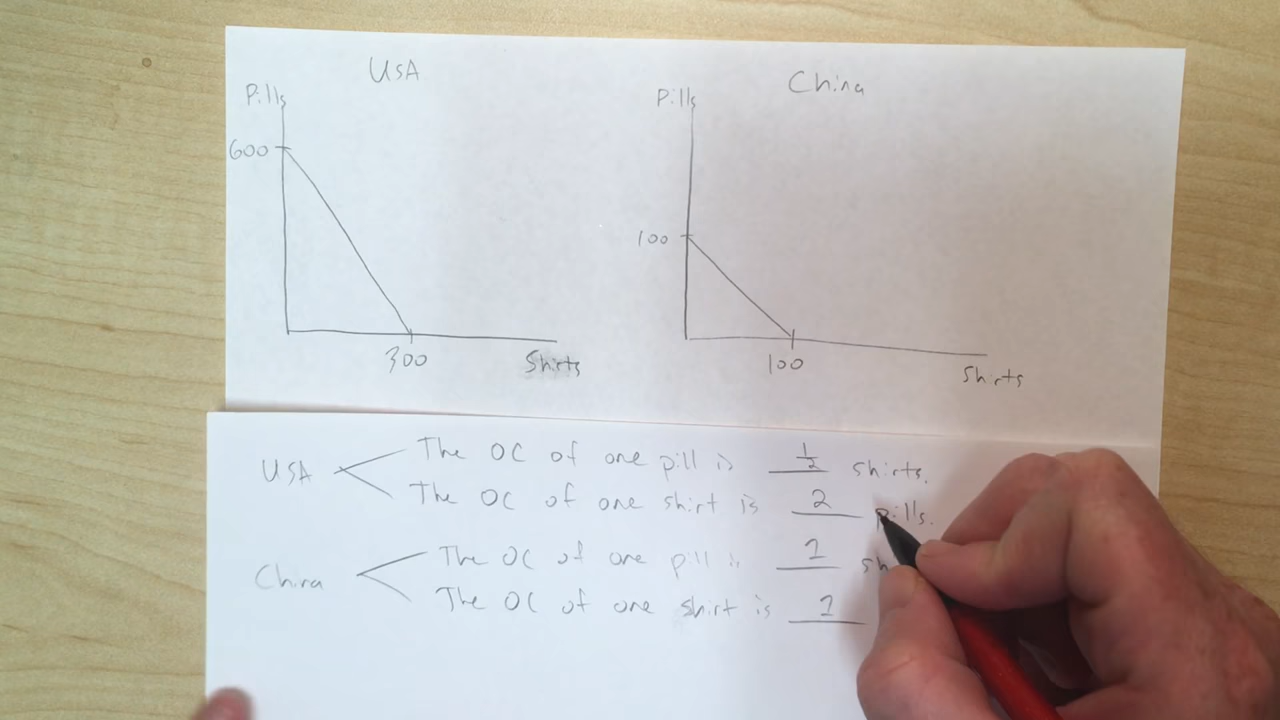 USA
Pills
600
300
Shirts
China
Pills
100
100
Shirts
USA
The OC of one pill is 1/2 shirts.
The OC of one shirt is 2 pills.
China
The OC of one pill is 1
The OC of one shirt is 1